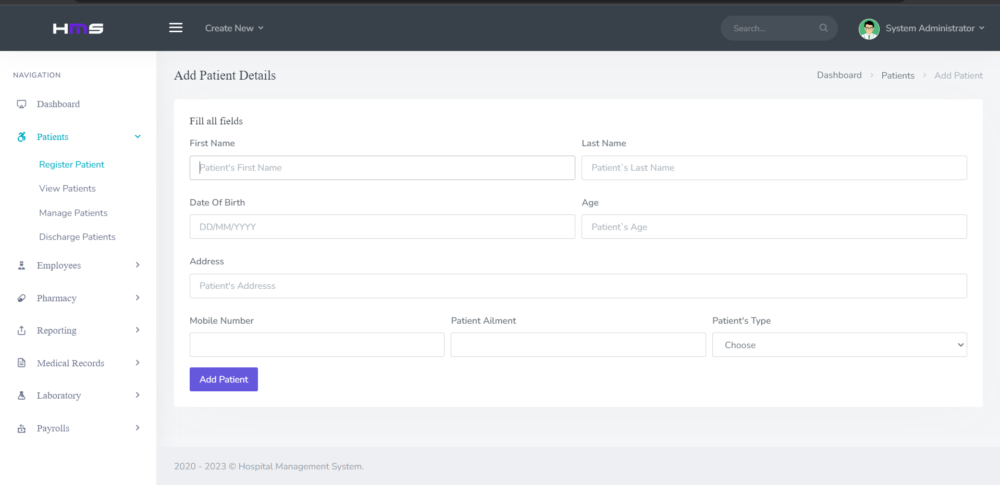 HMS
Create New
Search...
System Administrator
NAVIGATION
Dashboard
Patients
Register Patient
View Patients
Manage Patients
Discharge Patients
Employees
Pharmacy
Reporting
Medical Records
Laboratory
Payrolls
Add Patient Details
Dashboard > Patients > Add Patient
Fill all fields
First Name
Patient's First Name
Last Name
Patient`s Last Name
Date Of Birth
DD/MM/YYYY
Age
Patient`s Age
Address
Patient's Addresss
Mobile Number
Patient Ailment
Patient's Type
Choose
Add Patient
2020 - 2023 © Hospital Management System.